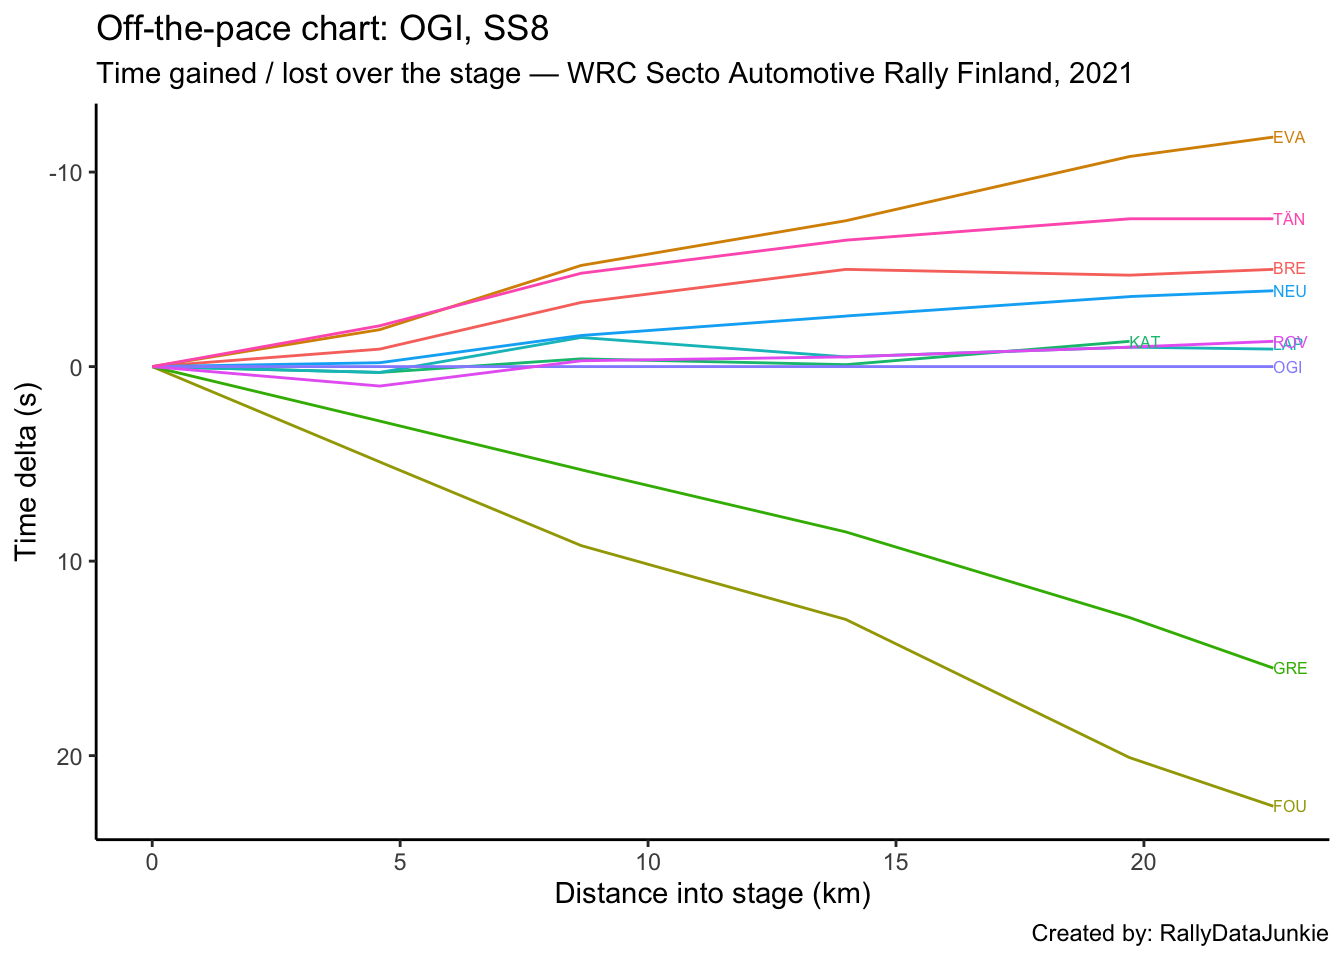 Off-the-pace chart: OGI, SS8
Time gained / lost over the stage — WRC Secto Automotive Rally Finland, 2021
EVA
-10
TÄN
BRE
NEU
KAT
ROV
LAP
0
OGI
Time delta (s)
10
GRE
20
FOU
0 5 10 15 20
Distance into stage (km)
Created by: RallyDataJunkie